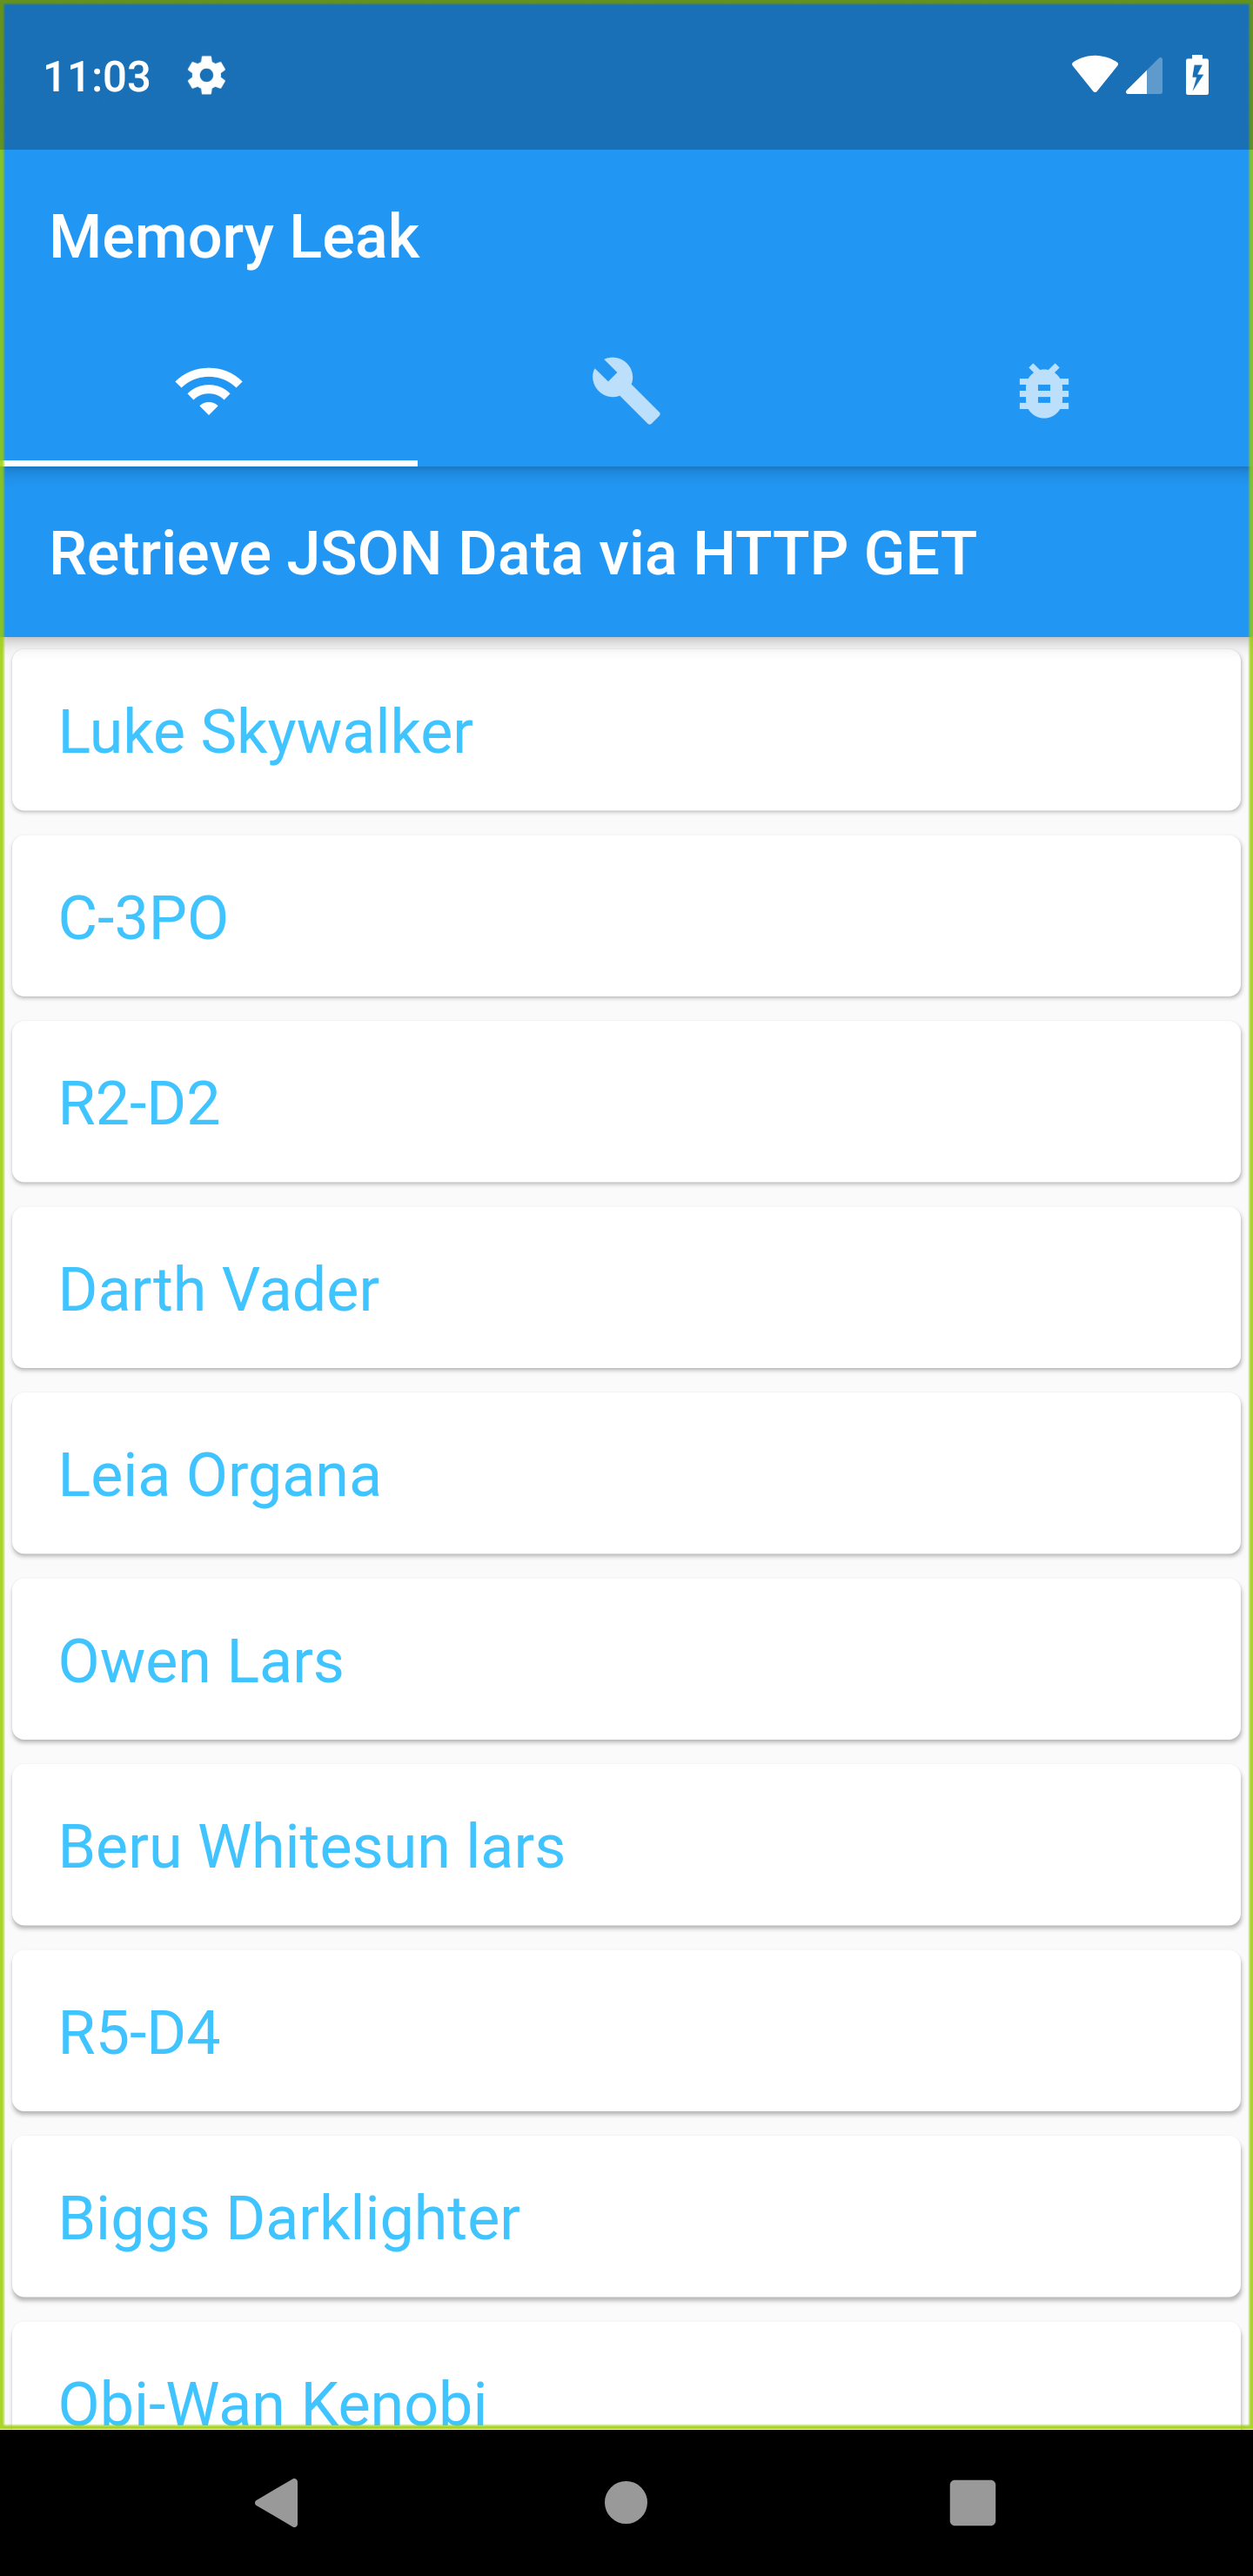 11:03
Memory Leak
Retrieve JSON Data via HTTP GET
Luke Skywalker
C-3PO
R2-D2
Darth Vader
Leia Organa
Owen Lars
Beru Whitesun lars
R5-D4
Biggs Darklighter
Obi-Wan Kenobi